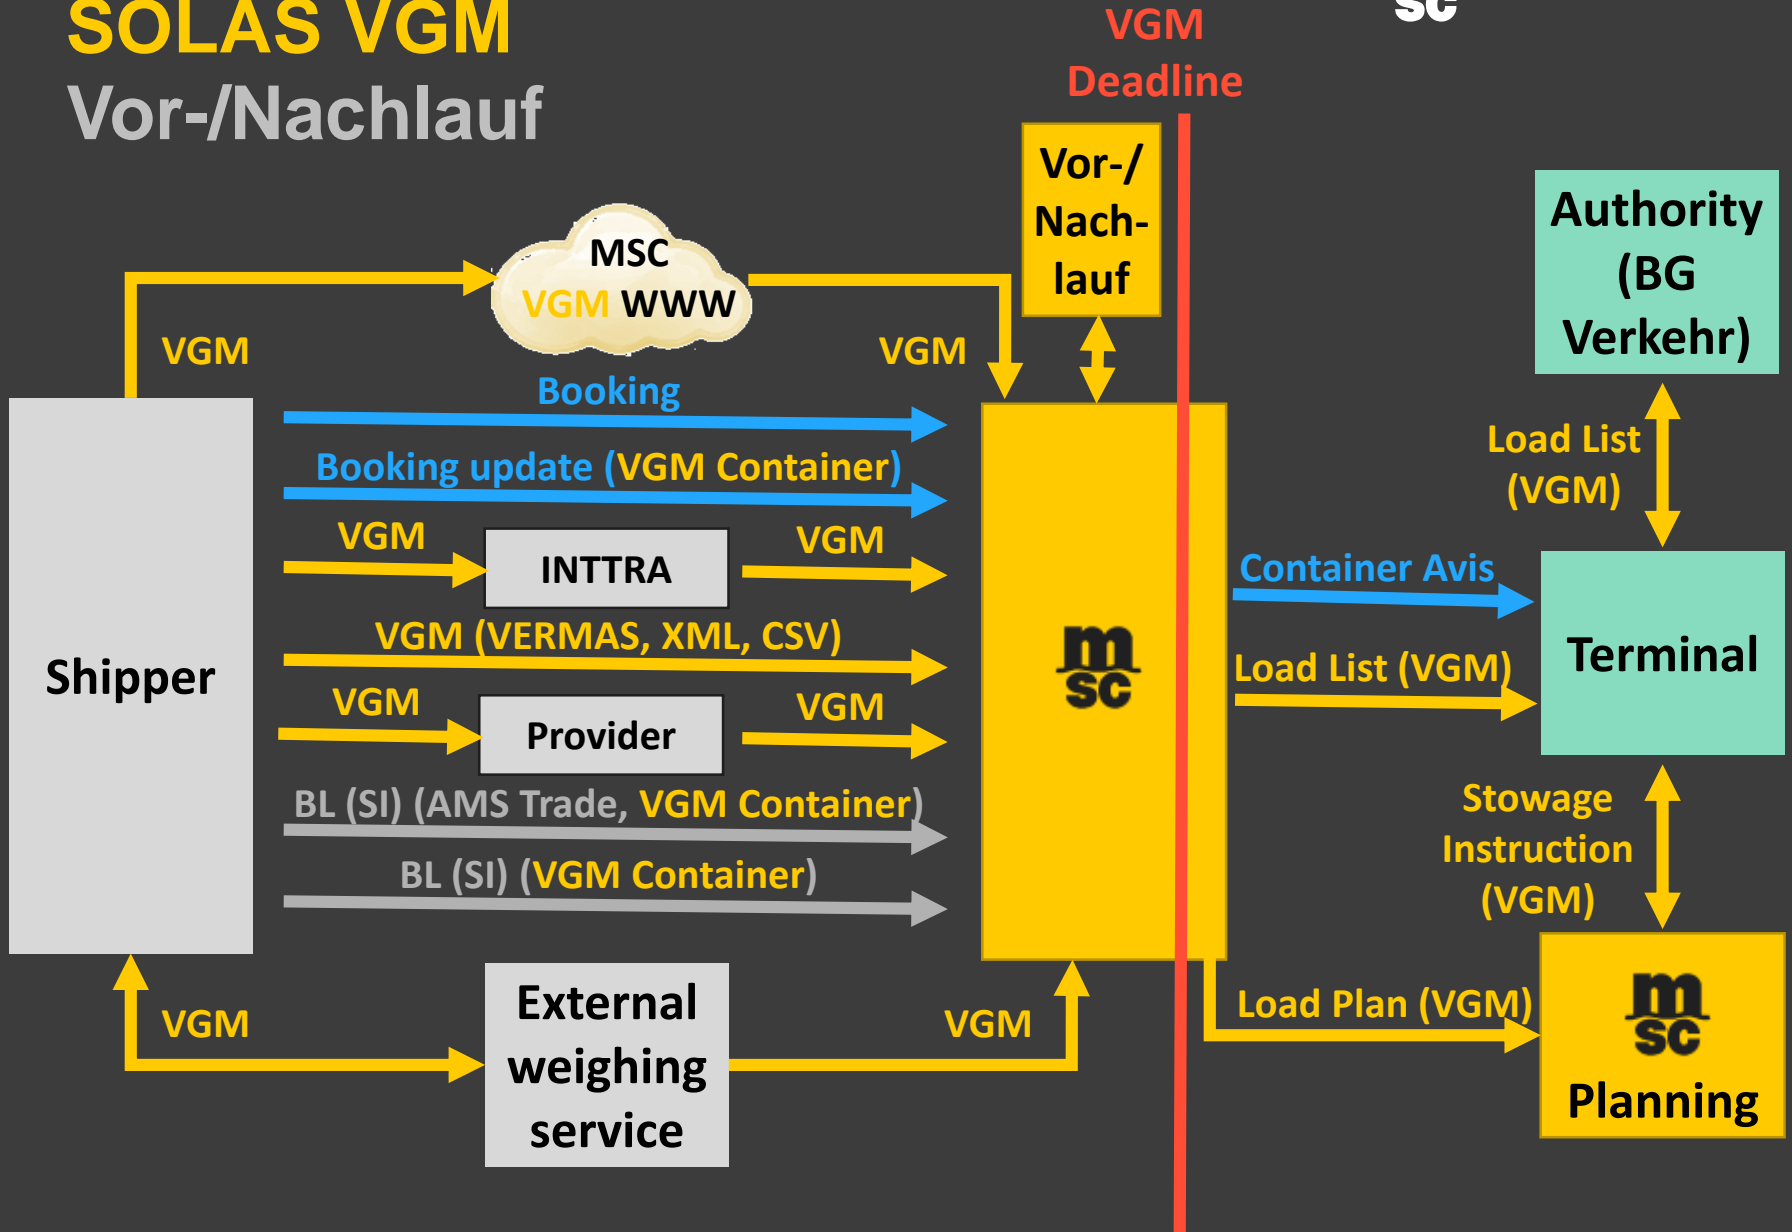 SOLAS VGM
Vor-/Nachlauf
sc
VGM
Deadline
Vor-/
Nach-
lauf
Authority
(BG
Verkehr)
MSC
VGM WWW
VGM
VGM
Booking
Booking update (VGM Container)
VGM
INTTRA
VGM
VGM (VERMAS, XML, CSV)
VGM
Provider
VGM
BL (SI) (AMS Trade, VGM Container)
BL (SI) (VGM Container)
Shipper
m
sc
Load List
(VGM)
Container Avis
Load List (VGM)
Terminal
Stowage
Instruction
(VGM)
Load Plan (VGM)
m
sc
Planning
VGM
External
weighing
service
VGM